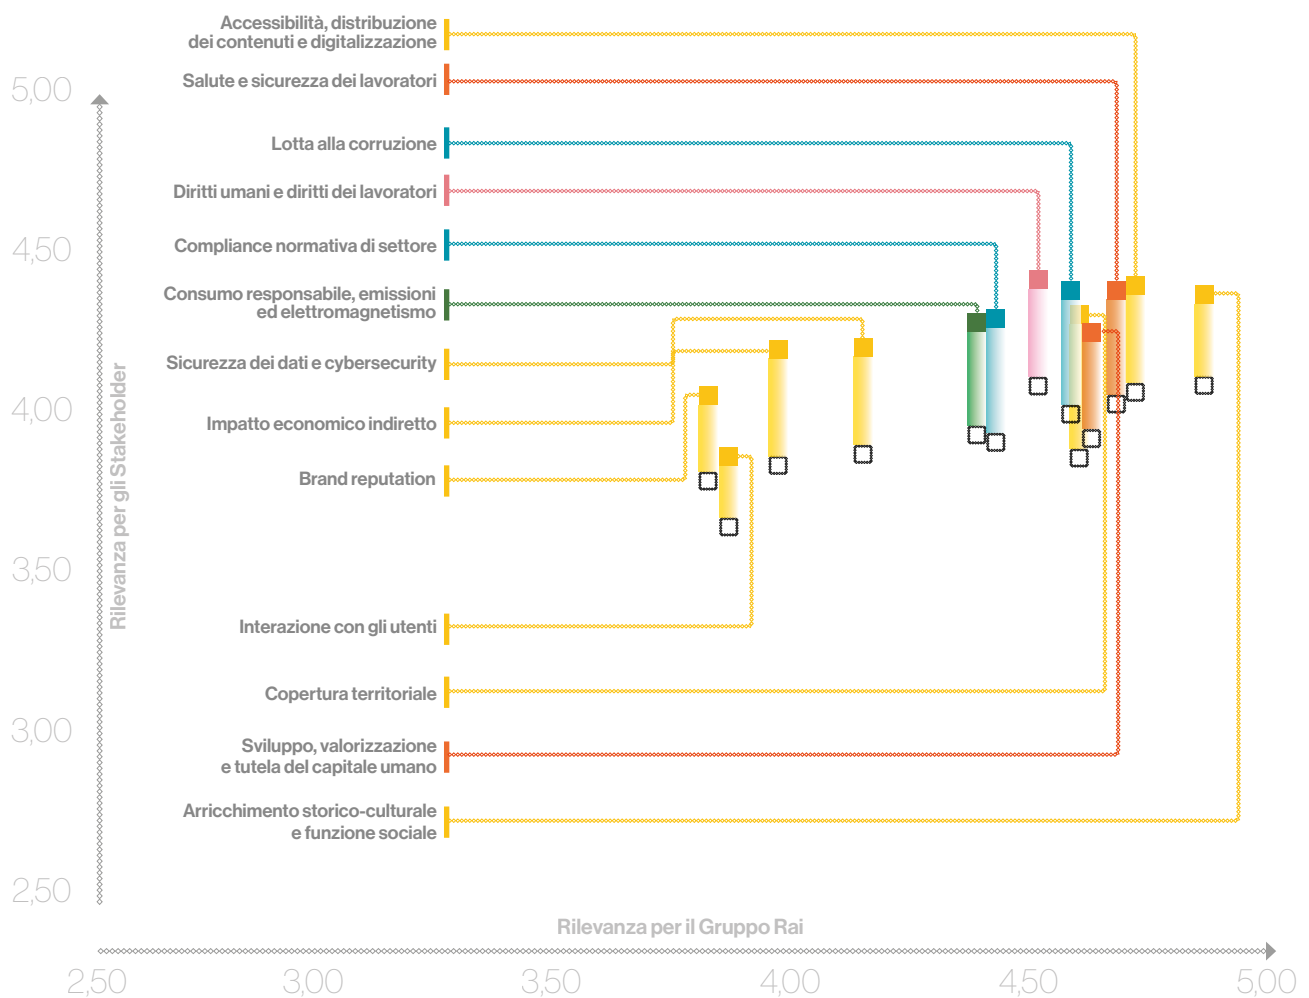 Accessibilità, distribuzione
dei contenuti e digitalizzazione
5,00
Salute e sicurezza dei lavoratori
Lotta alla corruzione
Diritti umani e diritti dei lavoratori
4,50
Compliance normativa di settore
Consumo responsabile, emissioni
ed elettromagnetismo
Sicurezza dei dati e cybersecurity
4,00
Impatto economico indiretto
Brand reputation
Rilevanza per gli Stakeholder
3,50
Interazione con gli utenti
Copertura territoriale
3,00
Sviluppo, valorizzazione
e tutela del capitale umano
Arricchimento storico-culturale
e funzione sociale
2,50
Rilevanza per il Gruppo Rai
2,50 3,00 3,50 4,00 4,50 5,00